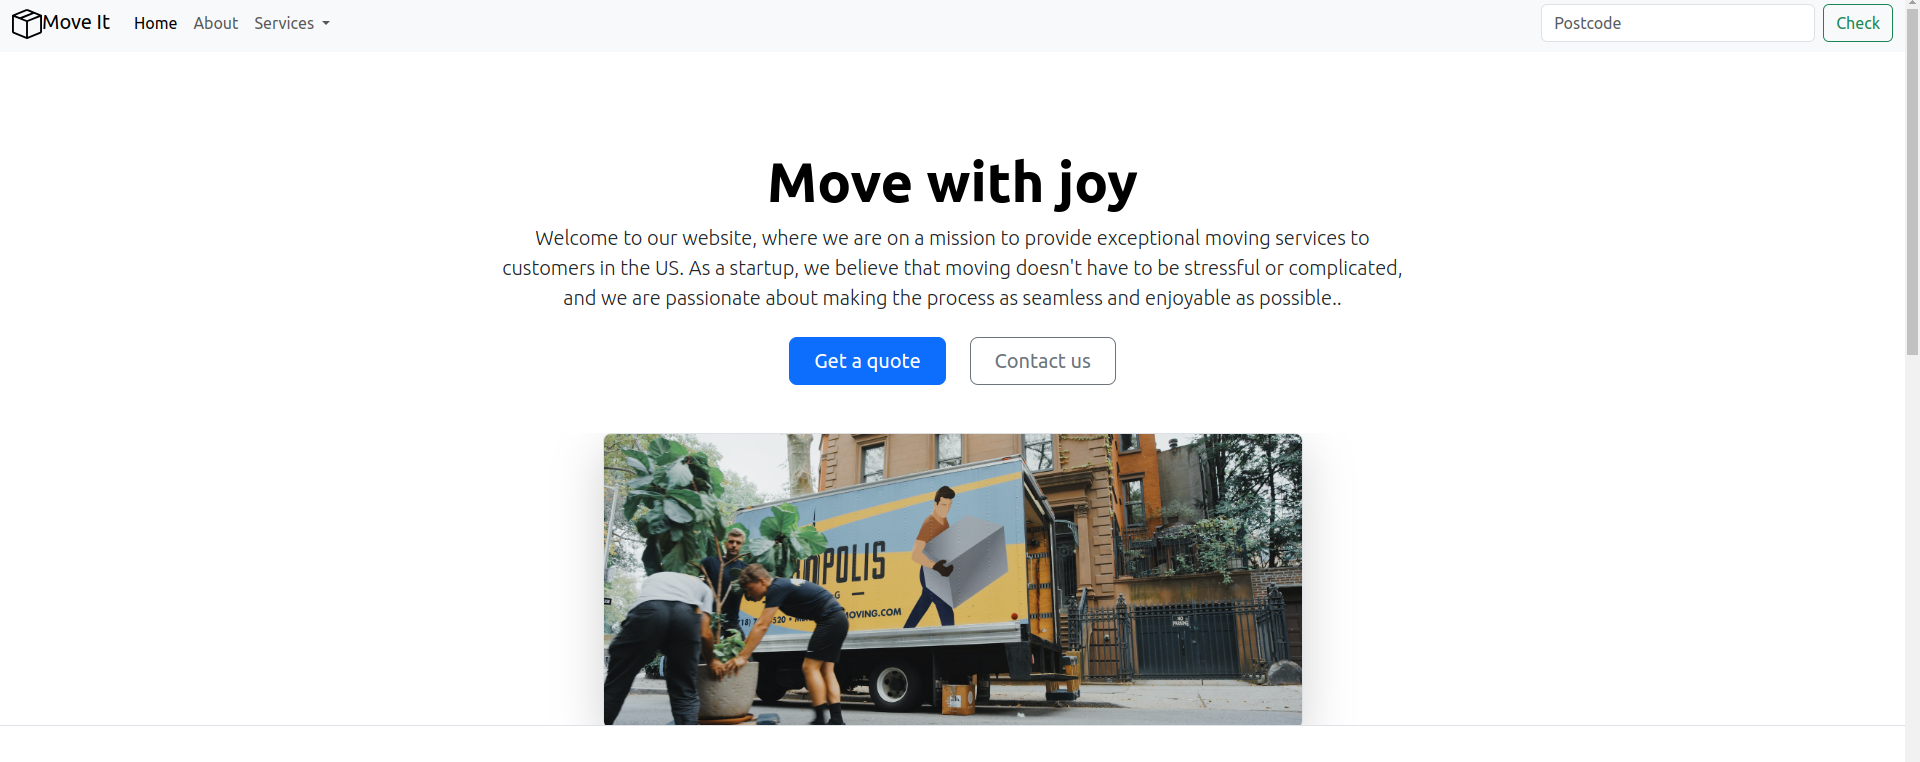 Move It
Home
About
Services
Postcode
Check
Move with joy
Welcome to our website, where we are on a mission to provide exceptional moving services to
customers in the US. As a startup, we believe that moving doesn't have to be stressful or complicated,
and we are passionate about making the process as seamless and enjoyable as possible..
Get a quote
Contact us
MOVING.COM
NO
PARKING